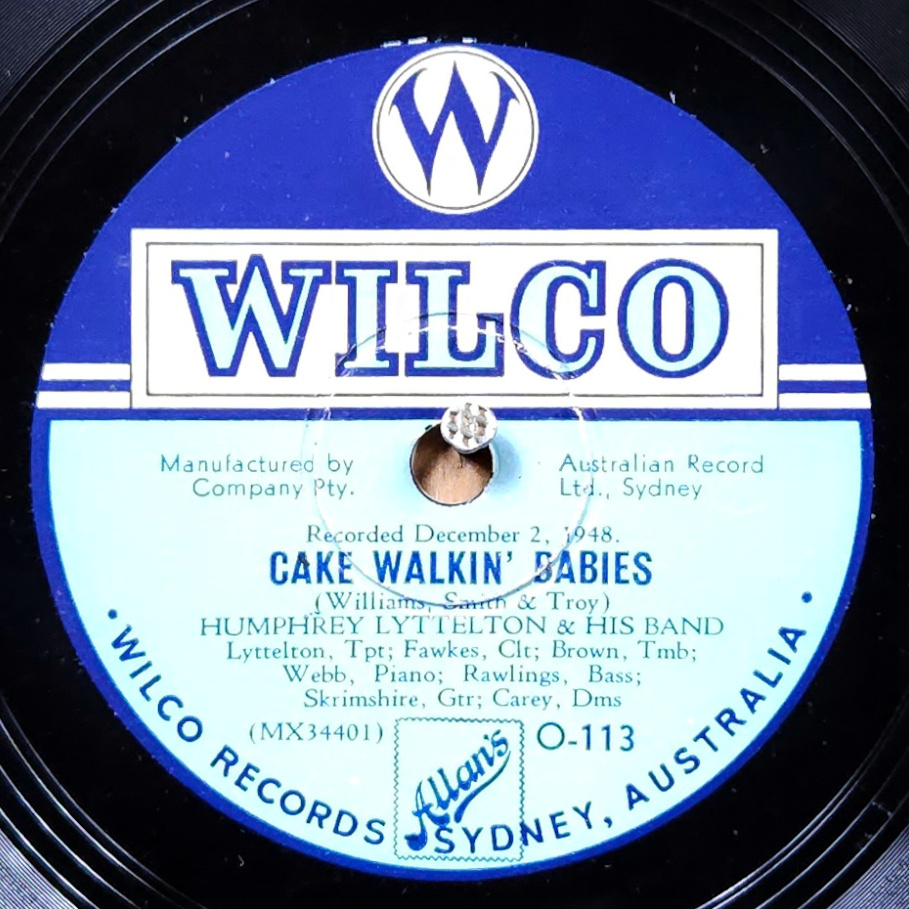 W
WILCO
Manufactured by Australian Record
Company Pty. Ltd., Sydney
Recorded December 2, 1948.
CAKE WALKIN' BABIES
(Williams, Smith & Troy)
HUMPHREY LYTTELTON & HIS BAND
Lyttelton, Tpt; Fawkes, Clt; Brown, Tmb;
Webb, Piano; Rawlings, Bass;
Skrimshire, Gtr; Carey, Dms
(MX34401) O-113
Allan's
• WILCO RECORDS SYDNEY, AUSTRALIA •